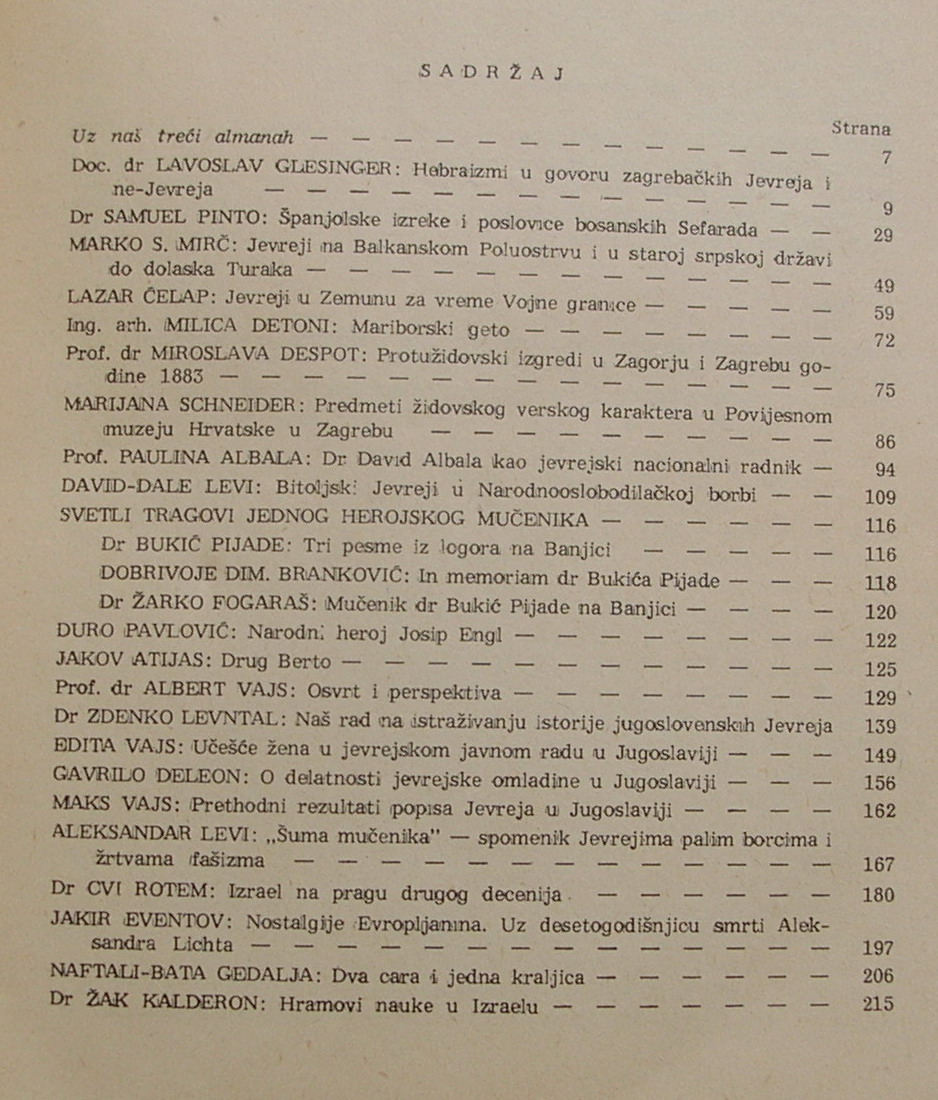 SADRŽAJ
Strana
Uz naš treći almanah — — — — — — — — — — — — — 7
Doc. dr LAVOSLAV GLESINGER: Hebraizmi u govoru zagrebačkih Jevreja i
ne-Jevreja — — — — — — — — — — — — — — 9
Dr SAMUEL PINTO: Španjolske izreke i poslovice bosanskih Sefarada — — 29
MARKO S. MIRČ: Jevreji na Balkanskom Poluostrvu i u staroj srpskoj državi
do dolaska Turaka — — — — — — — — — — — — — 49
LAZAR ĆELAP: Jevreji u Zemunu za vreme Vojne granice — — — — — 59
Ing. arh. MILICA DETONI: Mariborski geto — — — — — — — — 72
Prof. dr MIROSLAVA DESPOT: Protužidovski izgredi u Zagorju i Zagrebu go-
dine 1883 — — — — — — — — — — — — — — — 75
MARIJANA SCHNEIDER: Predmeti židovskog verskog karaktera u Povijesnom
muzeju Hrvatske u Zagrebu — — — — — — — — — — 86
Prof. PAULINA ALBALA: Dr David Albala kao jevrejski nacionalni radnik — 94
DAVID-DALE LEVI: Bitoljski Jevreji u Narodnooslobodilačkoj borbi — — 109
SVETLI TRAGOVI JEDNOG HEROJSKOG MUČENIKA — — — — — — 116
Dr BUKIĆ PIJADE: Tri pesme iz logora na Banjici — — — — — 116
DOBRIVOJE DIM. BRANKOVIĆ: In memoriam dr Bukića Pijade — — — 118
Dr ŽARKO FOGARAŠ: Mučenik dr Bukić Pijade na Banjici — — — — 120
DURO PAVLOVIĆ: Narodni heroj Josip Engl — — — — — — — — 122
JAKOV ATIJAS: Drug Berto — — — — — — — — — — — — 125
Prof. dr ALBERT VAJS: Osvrt i perspektiva — — — — — — — — 129
Dr ZDENKO LEVNTAL: Naš rad na istraživanju istorije jugoslovenskih Jevreja 139
EDITA VAJS: Učešće žena u jevrejskom javnom radu u Jugoslaviji — — — 149
GAVRILO DELEON: O delatnosti jevrejske omladine u Jugoslaviji — — — 156
MAKS VAJS: Prethodni rezultati popisa Jevreja u Jugoslaviji — — — — 162
ALEKSANDAR LEVI: „Šuma mučenika” — spomenik Jevrejima palim borcima i
žrtvama fašizma — — — — — — — — — — — — — 167
Dr CVI ROTEM: Izrael na pragu drugog decenija — — — — — — 180
JAKIR EVENTOV: Nostalgije Evropljanina. Uz desetogodišnjicu smrti Alek-
sandra Lichta — — — — — — — — — — — — — — 197
NAFTALI-BATA GEDALJA: Dva cara i jedna kraljica — — — — — — 206
Dr ŽAK KALDERON: Hramovi nauke u Izraelu — — — — — — — 215